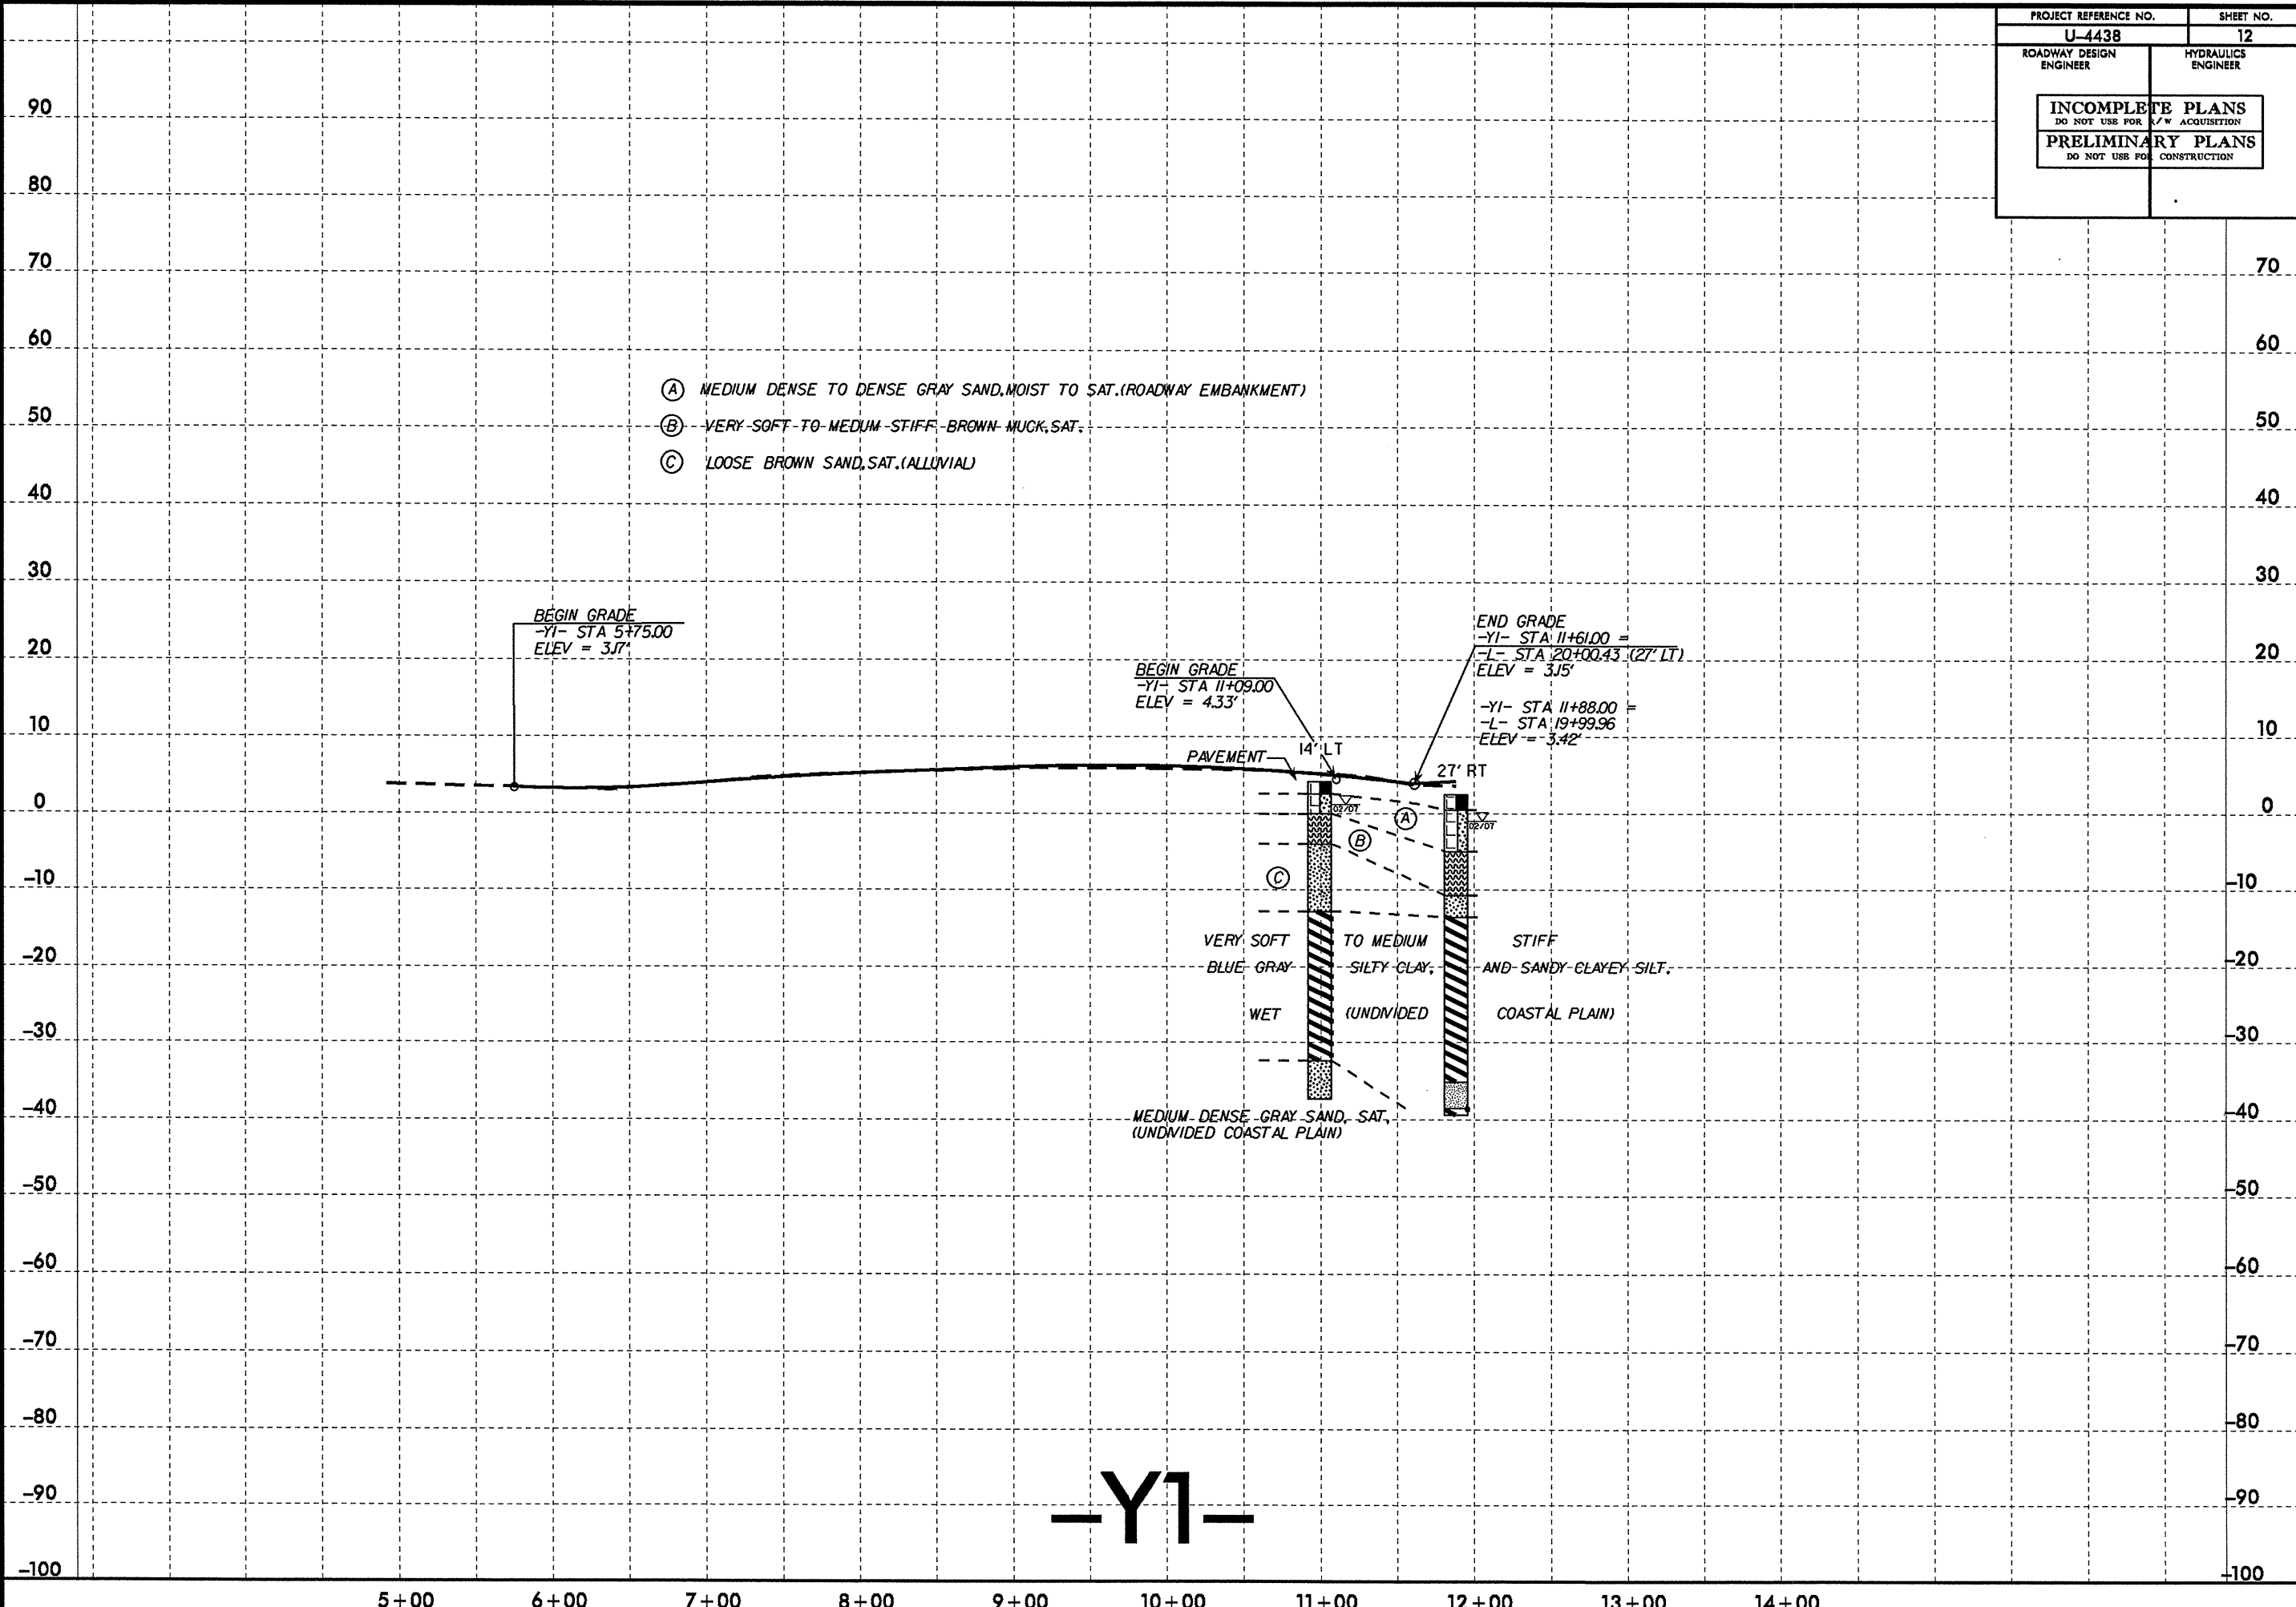 PROJECT REFERENCE NO. SHEET NO.
U-4438 12
ROADWAY DESIGN ENGINEER
HYDRAULICS ENGINEER
INCOMPLETE PLANS
DO NOT USE FOR R/W ACQUISITION
PRELIMINARY PLANS
DO NOT USE FOR CONSTRUCTION
90
80
70 70
60 60
Ⓐ MEDIUM DENSE TO DENSE GRAY SAND, MOIST TO SAT. (ROADWAY EMBANKMENT)
50 50
Ⓑ VERY SOFT TO MEDUM STIFF BROWN MUCK, SAT.
Ⓒ LOOSE BROWN SAND, SAT. (ALLUVIAL)
40 40
30 30
BEGIN GRADE
-Y1- STA 5+75.00
ELEV = 3.17'
END GRADE
-Y1- STA 11+61.00 =
-L- STA 20+00.43 (27' LT)
ELEV = 3.15'
20 20
BEGIN GRADE
-Y1- STA 11+09.00
ELEV = 4.33'
-Y1- STA 11+88.00 =
-L- STA 19+99.96
ELEV = 3.42'
10 10
PAVEMENT
14' LT
27' RT
0 0
02/07
02/07
A
B
C
-10 -10
VERY SOFT TO MEDIUM STIFF
BLUE GRAY SILTY CLAY, AND SANDY CLAYEY SILT.
-20 -20
WET (UNDIVIDED COASTAL PLAIN)
-30 -30
-40 -40
MEDIUM DENSE GRAY SAND, SAT,
(UNDIVIDED COASTAL PLAIN)
-50 -50
-60 -60
-70 -70
-80 -80
-90 -90
-Y1-
-100 -100
5+00 6+00 7+00 8+00 9+00 10+00 11+00 12+00 13+00 14+00